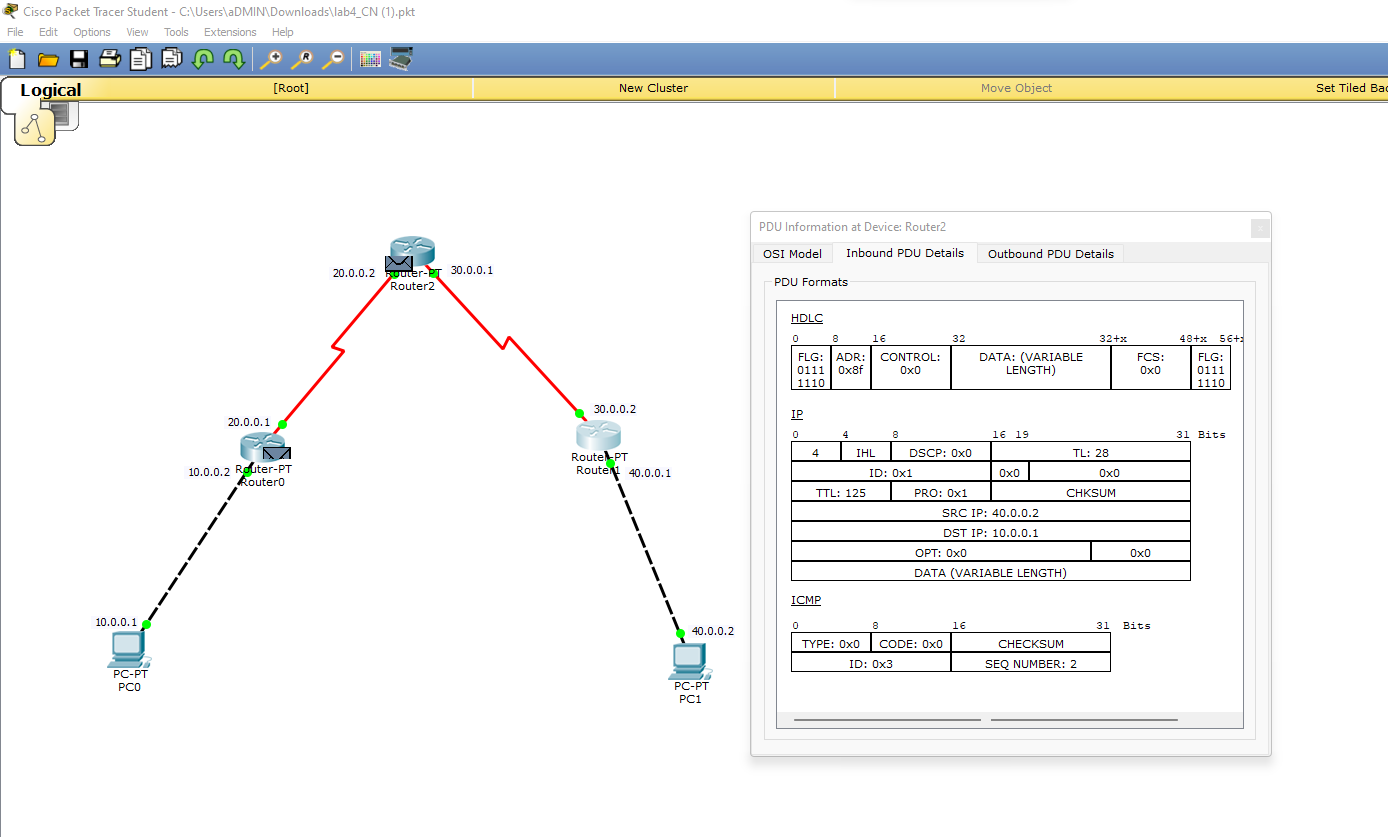 Cisco Packet Tracer Student - C:\Users\aDMIN\Downloads\lab4_CN (1).pkt
File Edit Options View Tools Extensions Help
Logical [Root] New Cluster Move Object Set Tiled Bac
20.0.0.2
30.0.0.1
Router-PT
Router2
20.0.0.1
10.0.0.2
Router-PT
Router0
30.0.0.2
Router-PT
Router1
40.0.0.1
10.0.0.1
PC-PT
PC0
40.0.0.2
PC-PT
PC1
PDU Information at Device: Router2
OSI Model Inbound PDU Details Outbound PDU Details
PDU Formats
HDLC
0 8 16 32 32+x 48+x 56+x
FLG: ADR: CONTROL: DATA: (VARIABLE FCS: FLG:
0111 0x8f 0x0 LENGTH) 0x0 0111
1110 1110
IP
0 4 8 16 19 31 Bits
4 IHL DSCP: 0x0 TL: 28
ID: 0x1 0x0 0x0
TTL: 125 PRO: 0x1 CHKSUM
SRC IP: 40.0.0.2
DST IP: 10.0.0.1
OPT: 0x0 0x0
DATA (VARIABLE LENGTH)
ICMP
0 8 16 31 Bits
TYPE: 0x0 CODE: 0x0 CHECKSUM
ID: 0x3 SEQ NUMBER: 2